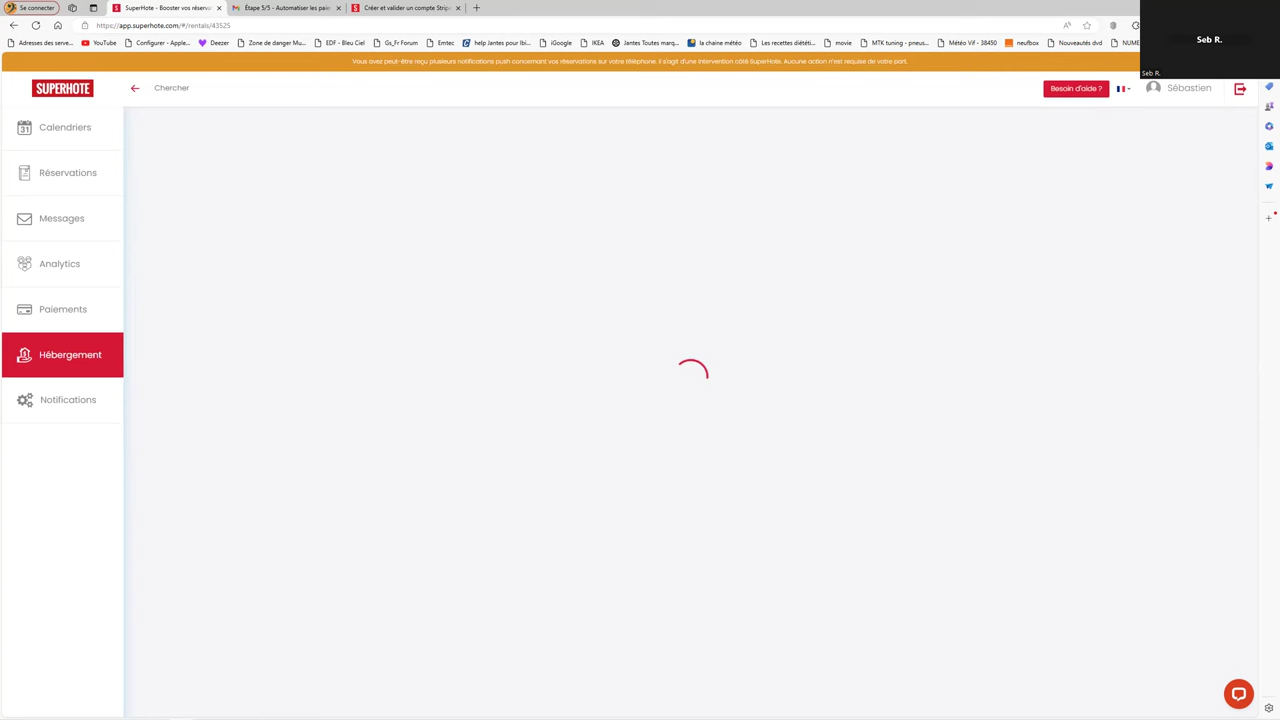 Se connecter
SuperHote - Booster vos réservat
Étape 5/5 - Automatiser les paie
Créer et valider un compte Stripe
https://app.superhote.com/#/rentals/43525
Adresses des serve...
YouTube
Configurer - Apple...
Deezer
Zone de danger Mu...
EDF - Bleu Ciel
Gs_Fr Forum
Emtec
help Jantes pour Ibi...
iGoogle
IKEA
Jantes Toutes marq...
la chaine météo
Les recettes diététi...
movie
MTK tuning - pneus...
Météo Vif - 38450
neufbox
Nouveautés dvd
NUME
Seb R.
Seb R.
Vous avez peut-être reçu plusieurs notifications push concernant vos réservations sur votre téléphone. Il s'agit d'une intervention côté SuperHote. Aucune action n'est requise de votre part.
SUPERHOTE
Chercher
Besoin d'aide ?
Sébastien
31
Calendriers
Réservations
Messages
Analytics
Paiements
Hébergement
Notifications